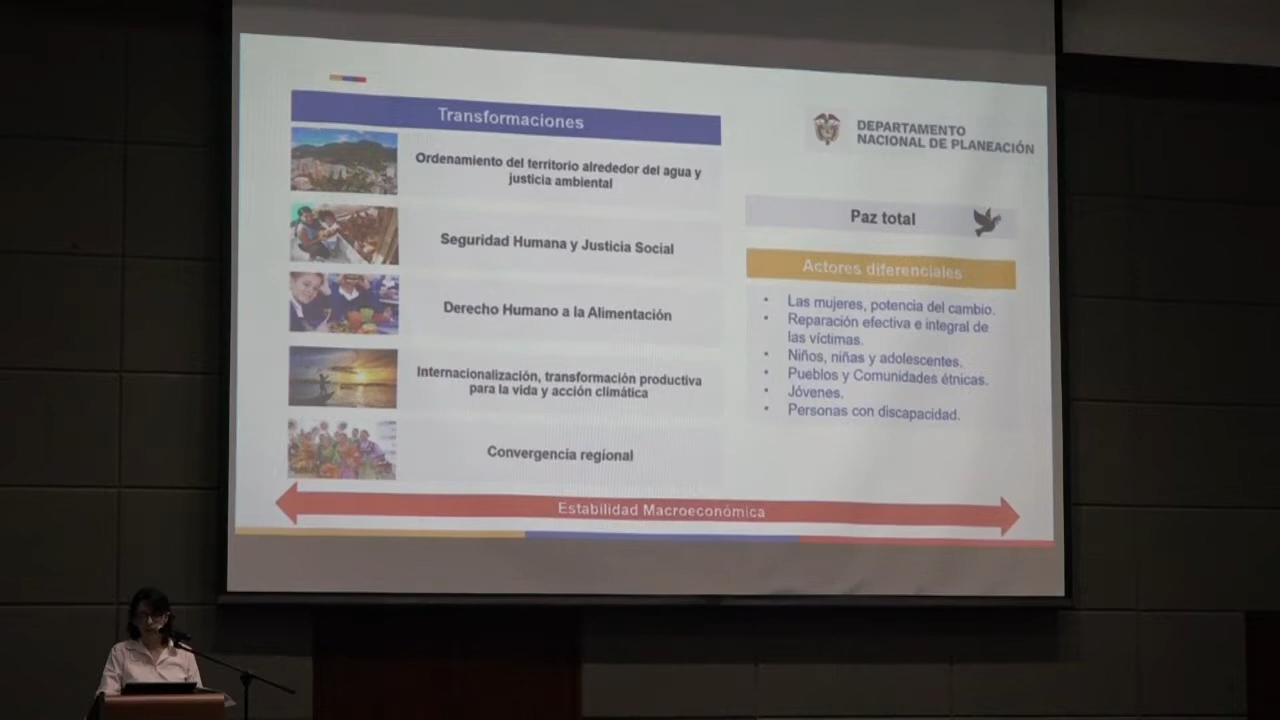 Transformaciones
Ordenamiento del territorio alrededor del agua y
justicia ambiental
Seguridad Humana y Justicia Social
Derecho Humano a la Alimentación
Internacionalización, transformación productiva
para la vida y acción climática
Convergencia regional
DEPARTAMENTO
NACIONAL DE PLANEACIÓN
Paz total
Actores diferenciales
• Las mujeres, potencia del cambio.
• Reparación efectiva e integral de
las víctimas.
• Niños, niñas y adolescentes.
• Pueblos y Comunidades étnicas.
• Jóvenes.
• Personas con discapacidad.
Estabilidad Macroeconómica